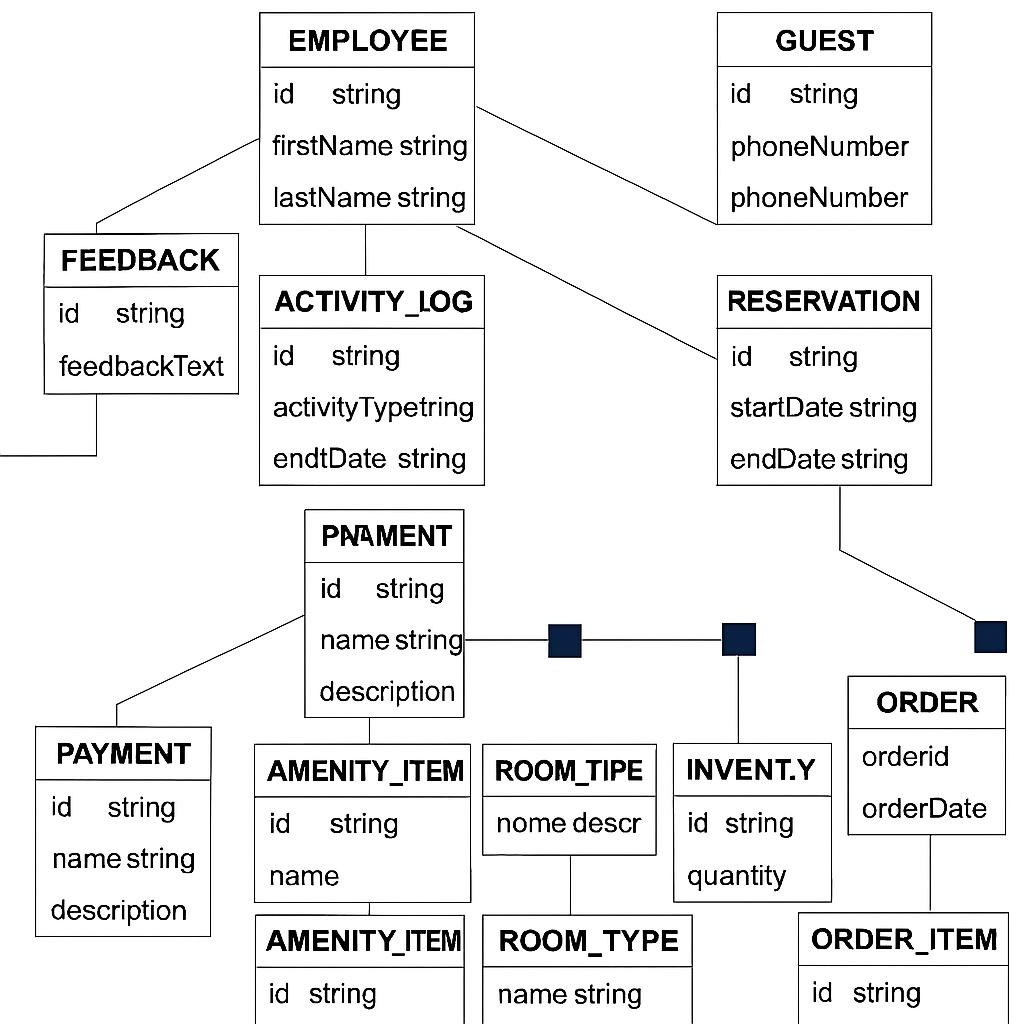 EMPLOYEE
id string
firstName string
lastName string
GUEST
id string
phoneNumber
phoneNumber
FEEDBACK
id string
feedbackText
ACTIVITY_LOG
id string
activityTypetring
endtDate string
RESERVATION
id string
startDate string
endDate string
id string
name string
description
PAYMENT
id string
name string
description
AMENITY_ITEM
id string
name
ROOM_TIPE
nome descr
INVENT.Y
id string
quantity
ORDER
orderid
orderDate
AMENITY_ITEM
id string
ROOM_TYPE
name string
ORDER_ITEM
id string